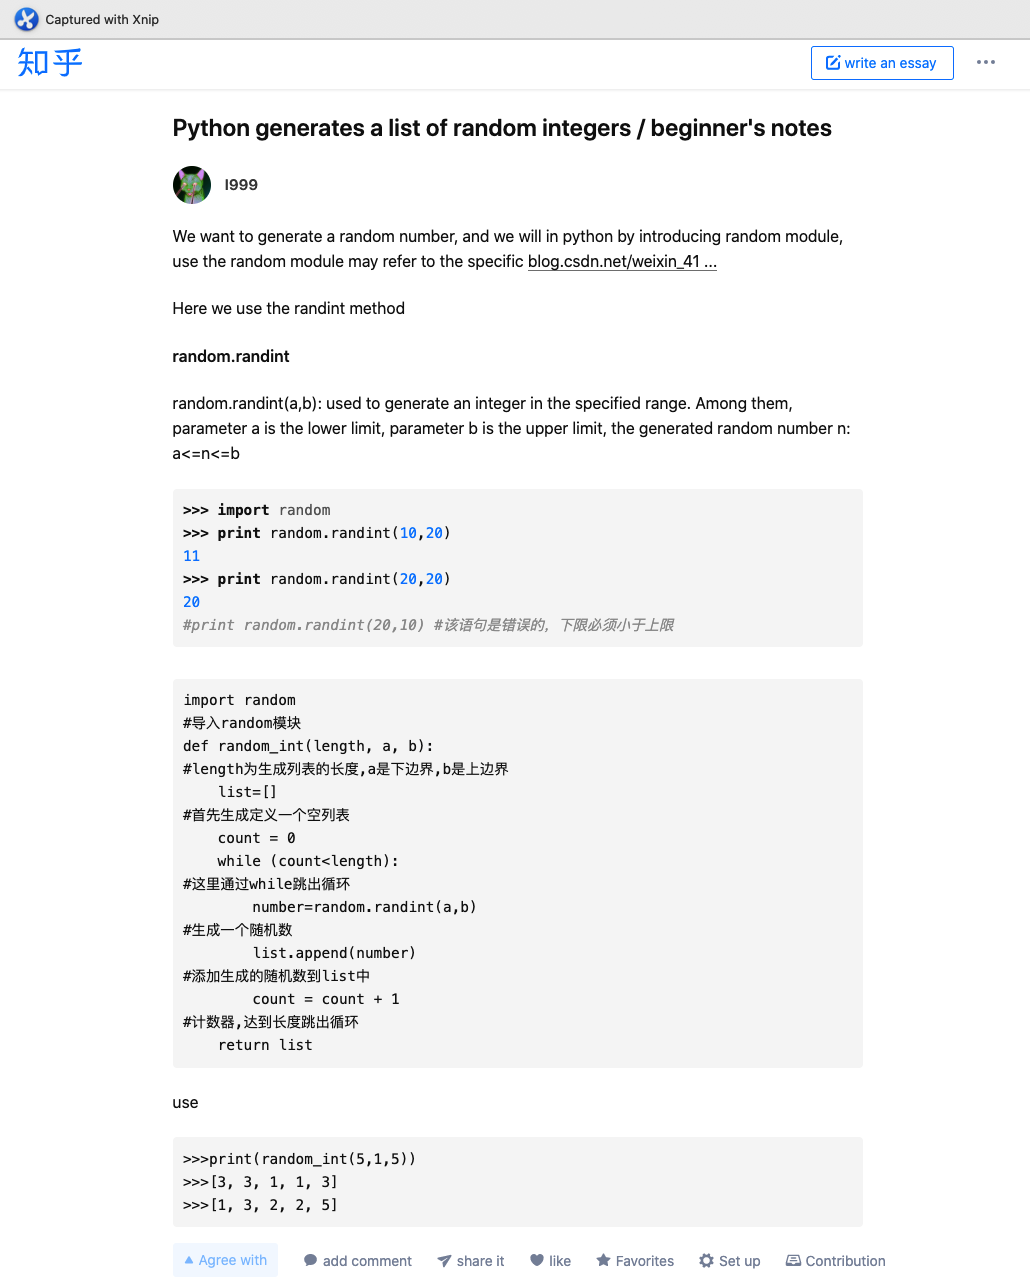 Captured with Xnip
知乎
write an essay
Python generates a list of random integers / beginner's notes
l999
We want to generate a random number, and we will in python by introducing random module,
use the random module may refer to the specific blog.csdn.net/weixin_41 ...
Here we use the randint method
random.randint
random.randint(a,b): used to generate an integer in the specified range. Among them,
parameter a is the lower limit, parameter b is the upper limit, the generated random number n:
a<=n<=b
>>> import random
>>> print random.randint(10,20)
11
>>> print random.randint(20,20)
20
#print random.randint(20,10) #该语句是错误的，下限必须小于上限
import random
#导入random模块
def random_int(length, a, b):
#length为生成列表的长度,a是下边界,b是上边界
    list=[]
#首先生成定义一个空列表
    count = 0
    while (count<length):
#这里通过while跳出循环
        number=random.randint(a,b)
#生成一个随机数
        list.append(number)
#添加生成的随机数到list中
        count = count + 1
#计数器,达到长度跳出循环
    return list
use
>>>print(random_int(5,1,5))
>>>[3, 3, 1, 1, 3]
>>>[1, 3, 2, 2, 5]
Agree with add comment share it like Favorites Set up Contribution